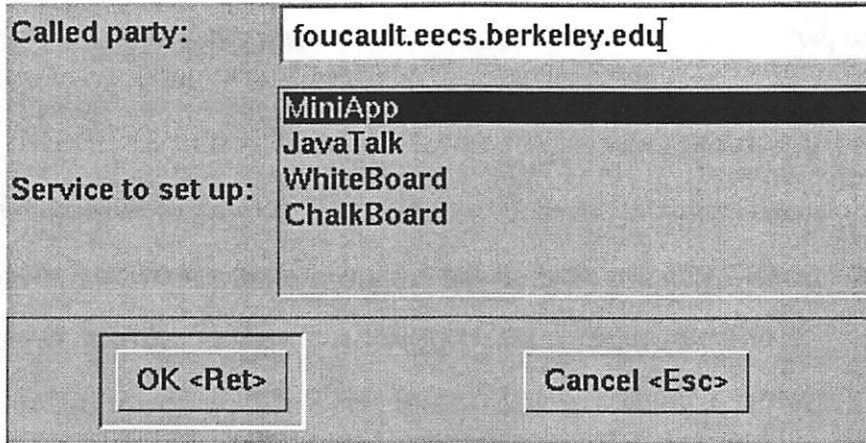 Called party: foucault.eecs.berkeley.edu
MiniApp
JavaTalk
Service to set up: WhiteBoard
ChalkBoard
OK <Ret> Cancel <Esc>